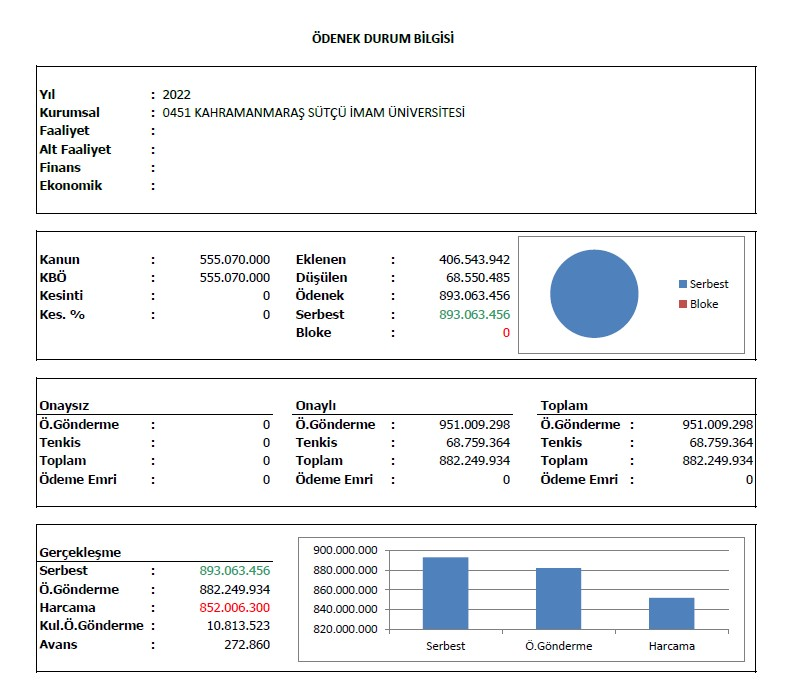 ÖDENEK DURUM BİLGİSİ
Yıl : 2022
Kurumsal : 0451 KAHRAMANMARAŞ SÜTÇÜ İMAM ÜNİVERSİTESİ
Faaliyet :
Alt Faaliyet :
Finans :
Ekonomik :
Kanun : 555.070.000 Eklenen : 406.543.942
KBÖ : 555.070.000 Düşülen : 68.550.485
Kesinti : 0 Ödenek : 893.063.456
Kes. % : 0 Serbest : 893.063.456
Bloke : 0
Serbest
Bloke
Onaysız Onaylı Toplam
Ö.Gönderme : 0 Ö.Gönderme : 951.009.298 Ö.Gönderme : 951.009.298
Tenkis : 0 Tenkis : 68.759.364 Tenkis : 68.759.364
Toplam : 0 Toplam : 882.249.934 Toplam : 882.249.934
Ödeme Emri : 0 Ödeme Emri : 0 Ödeme Emri : 0
Gerçekleşme
Serbest : 893.063.456
Ö.Gönderme : 882.249.934
Harcama : 852.006.300
Kul.Ö.Gönderme : 10.813.523
Avans : 272.860
900.000.000
880.000.000
860.000.000
840.000.000
820.000.000
Serbest Ö.Gönderme Harcama